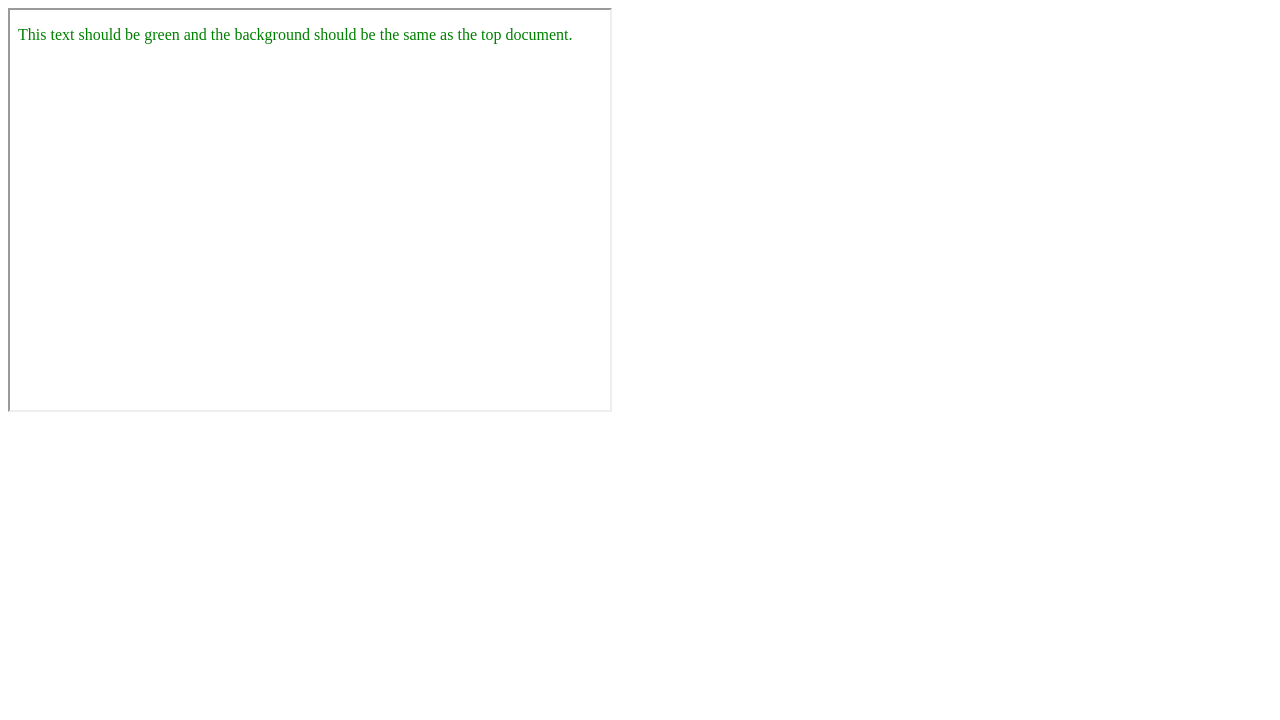 This text should be green and the background should be the same as the top document.